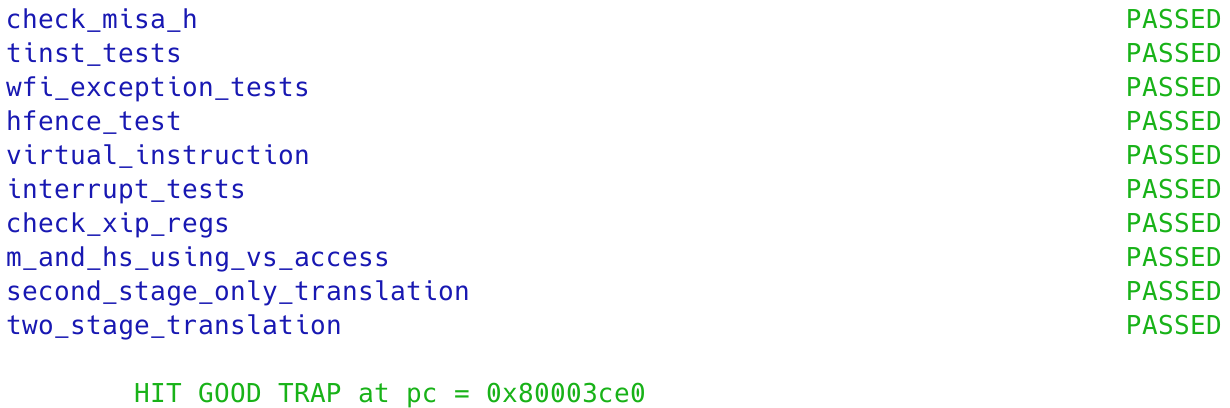 check_misa_h PASSED
tinst_tests PASSED
wfi_exception_tests PASSED
hfence_test PASSED
virtual_instruction PASSED
interrupt_tests PASSED
check_xip_regs PASSED
m_and_hs_using_vs_access PASSED
second_stage_only_translation PASSED
two_stage_translation PASSED
HIT GOOD TRAP at pc = 0x80003ce0